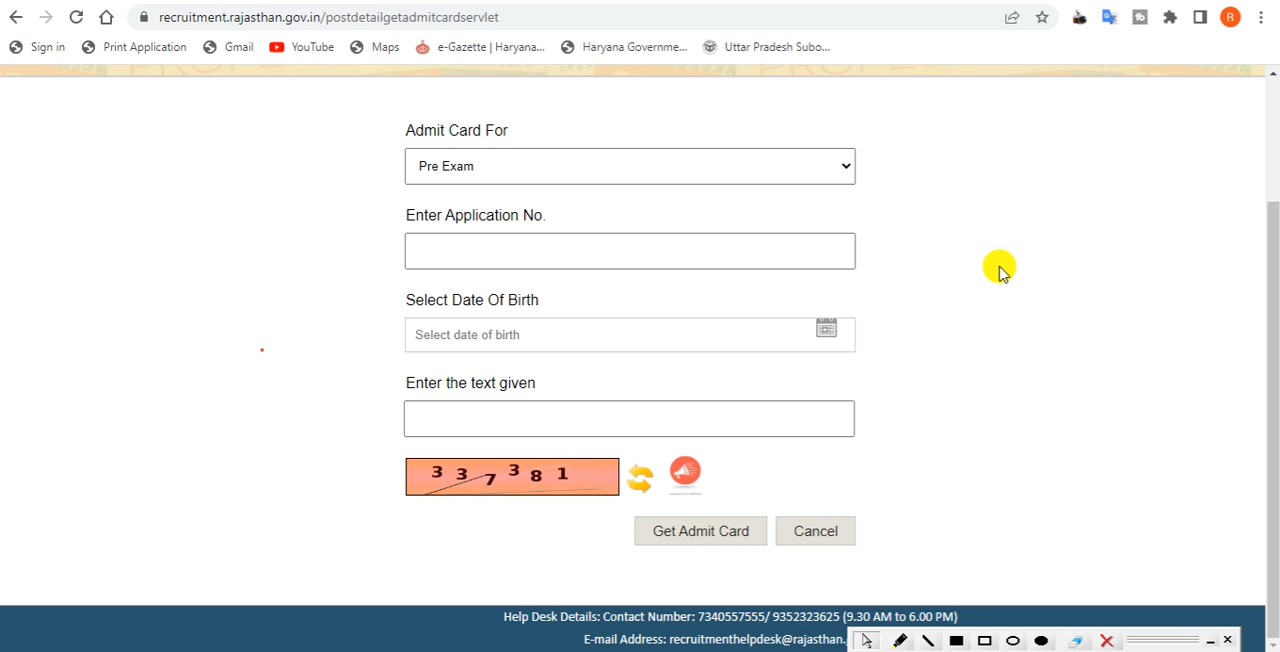 recruitment.rajasthan.gov.in/postdetailgetadmitcardservlet
R
Sign in Print Application Gmail YouTube Maps e-Gazette | Haryana... Haryana Governme... Uttar Pradesh Subo...
Admit Card For
Pre Exam
Enter Application No.
Select Date Of Birth
Select date of birth
Enter the text given
3 3 7 3 8 1
Get Admit Card Cancel
Help Desk Details: Contact Number: 7340557555/ 9352323625 (9.30 AM to 6.00 PM)
E-mail Address: recruitmenthelpdesk@rajasthan.